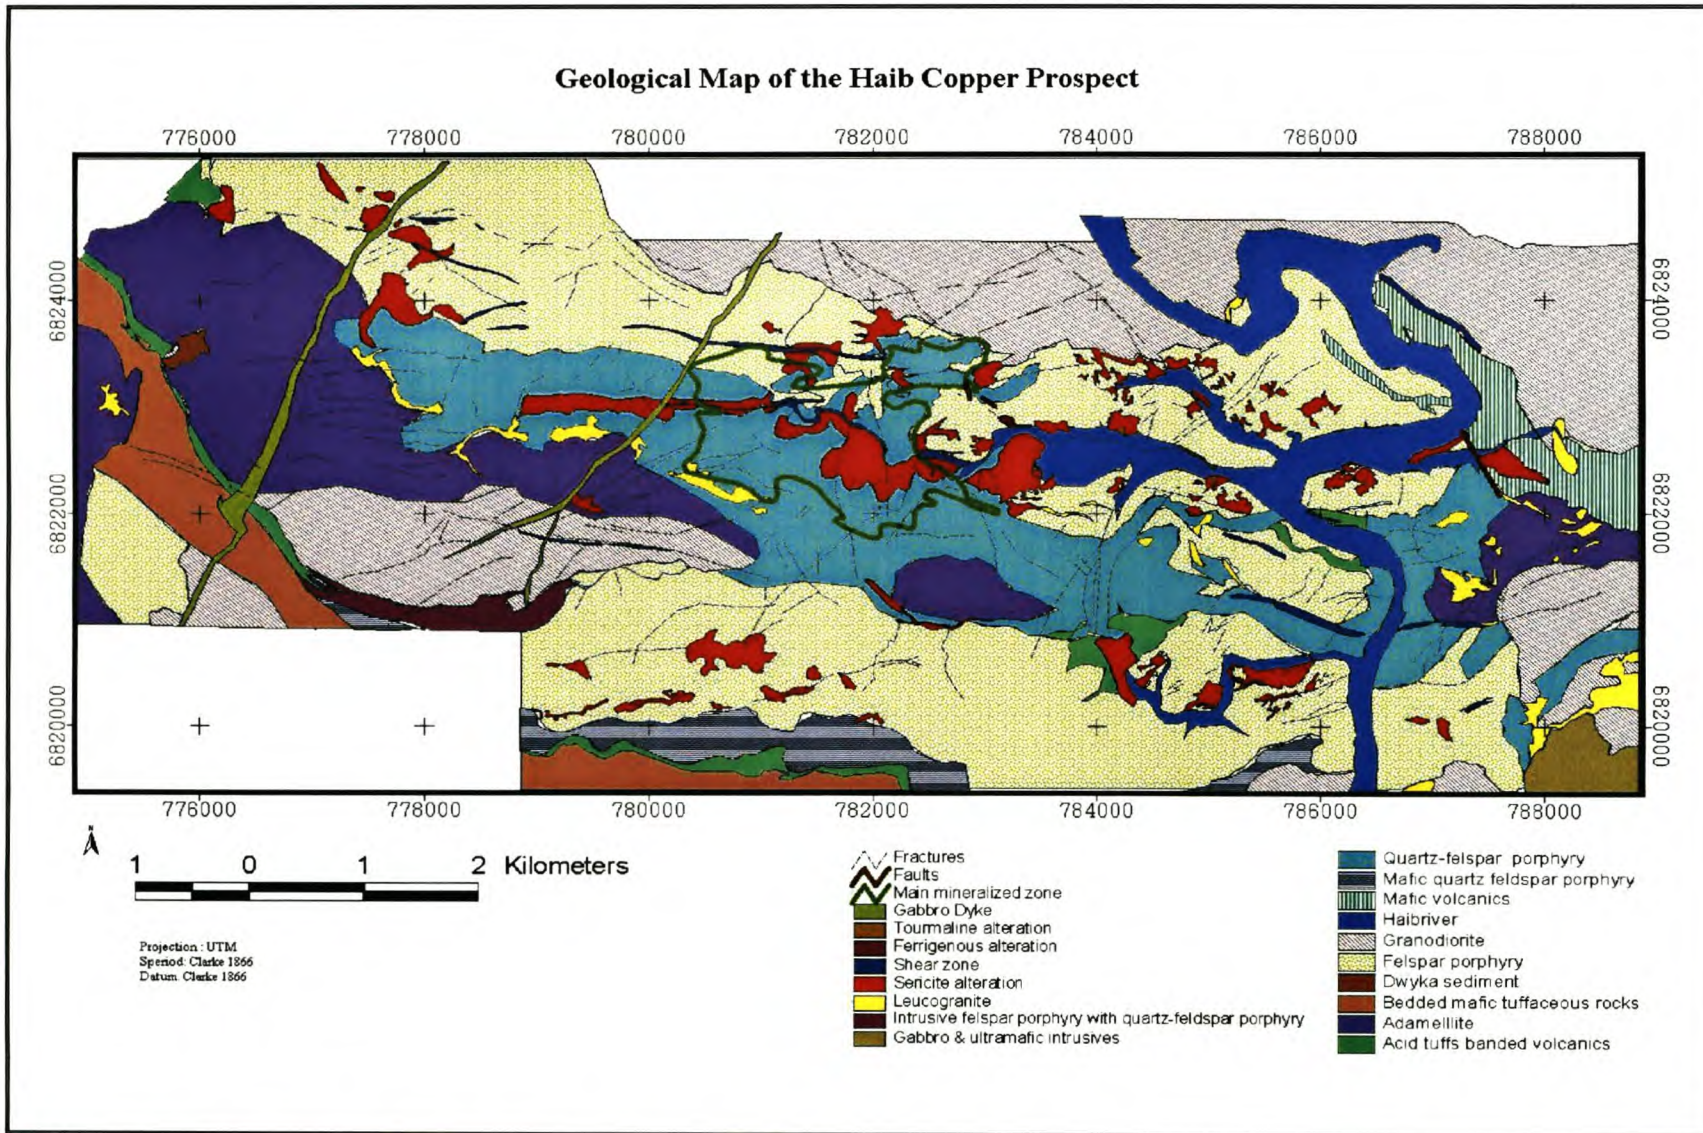 Geological Map of the Haib Copper Prospect
776000 778000 780000 782000 784000 786000 788000
6824000 6824000
6822000 6822000
6820000 6820000
776000 778000 780000 782000 784000 786000 788000
N
1 0 1 2 Kilometers
Projection : UTM
Speriod: Clarke 1866
Datum: Clarke 1866
Fractures
Faults
Main mineralized zone
Gabbro Dyke
Tourmaline alteration
Ferrigenous alteration
Shear zone
Sericite alteration
Leucogranite
Intrusive felspar porphyry with quartz-feldspar porphyry
Gabbro & ultramafic intrusives
Quartz-felspar porphyry
Mafic quartz feldspar porphyry
Mafic volcanics
Haibriver
Granodiorite
Felspar porphyry
Dwyka sediment
Bedded mafic tuffaceous rocks
Adamelllite
Acid tuffs banded volcanics